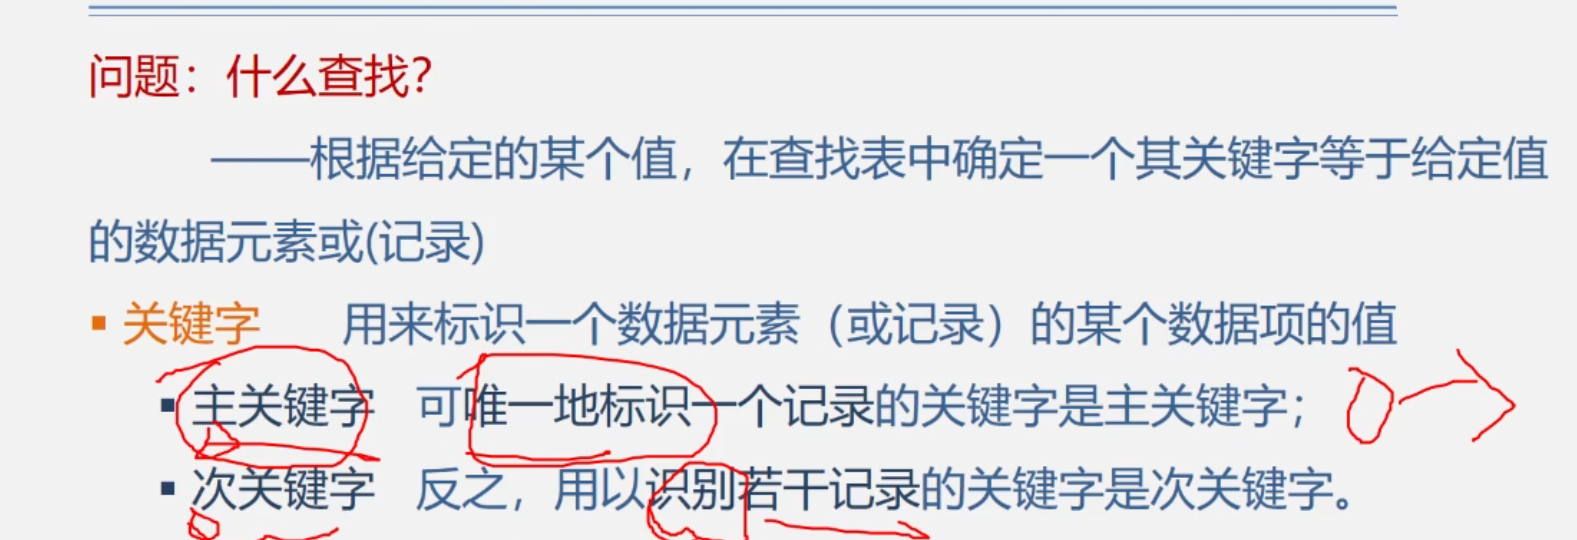 问题：什么查找？
——根据给定的某个值，在查找表中确定一个其关键字等于给定值
的数据元素或(记录)
▪ 关键字 用来标识一个数据元素（或记录）的某个数据项的值
▪ 主关键字 可唯一地标识一个记录的关键字是主关键字；
▪ 次关键字 反之，用以识别若干记录的关键字是次关键字。